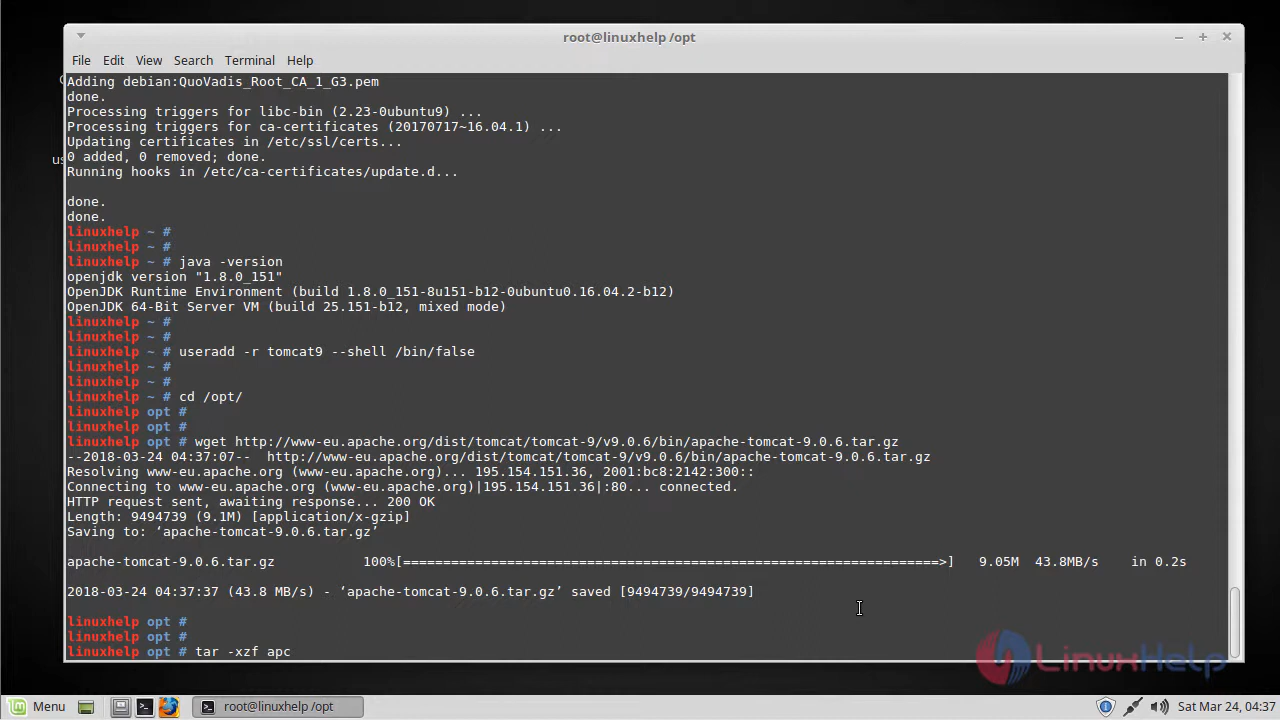 root@linuxhelp /opt
File Edit View Search Terminal Help
Adding debian:QuoVadis_Root_CA_1_G3.pem
done.
Processing triggers for libc-bin (2.23-0ubuntu9) ...
Processing triggers for ca-certificates (20170717~16.04.1) ...
Updating certificates in /etc/ssl/certs...
0 added, 0 removed; done.
Running hooks in /etc/ca-certificates/update.d...
done.
done.
linuxhelp ~ #
linuxhelp ~ #
linuxhelp ~ # java -version
openjdk version "1.8.0_151"
OpenJDK Runtime Environment (build 1.8.0_151-8u151-b12-0ubuntu0.16.04.2-b12)
OpenJDK 64-Bit Server VM (build 25.151-b12, mixed mode)
linuxhelp ~ #
linuxhelp ~ #
linuxhelp ~ # useradd -r tomcat9 --shell /bin/false
linuxhelp ~ #
linuxhelp ~ #
linuxhelp ~ # cd /opt/
linuxhelp opt #
linuxhelp opt #
linuxhelp opt # wget http://www-eu.apache.org/dist/tomcat/tomcat-9/v9.0.6/bin/apache-tomcat-9.0.6.tar.gz
--2018-03-24 04:37:07-- http://www-eu.apache.org/dist/tomcat/tomcat-9/v9.0.6/bin/apache-tomcat-9.0.6.tar.gz
Resolving www-eu.apache.org (www-eu.apache.org)... 195.154.151.36, 2001:bc8:2142:300::
Connecting to www-eu.apache.org (www-eu.apache.org)|195.154.151.36|:80... connected.
HTTP request sent, awaiting response... 200 OK
Length: 9494739 (9.1M) [application/x-gzip]
Saving to: ‘apache-tomcat-9.0.6.tar.gz’
apache-tomcat-9.0.6.tar.gz 100%[===================================================================>] 9.05M 43.8MB/s in 0.2s
2018-03-24 04:37:37 (43.8 MB/s) - ‘apache-tomcat-9.0.6.tar.gz’ saved [9494739/9494739]
linuxhelp opt #
linuxhelp opt #
linuxhelp opt # tar -xzf apc
LinuxHelp
Menu root@linuxhelp /opt Sat Mar 24, 04:37